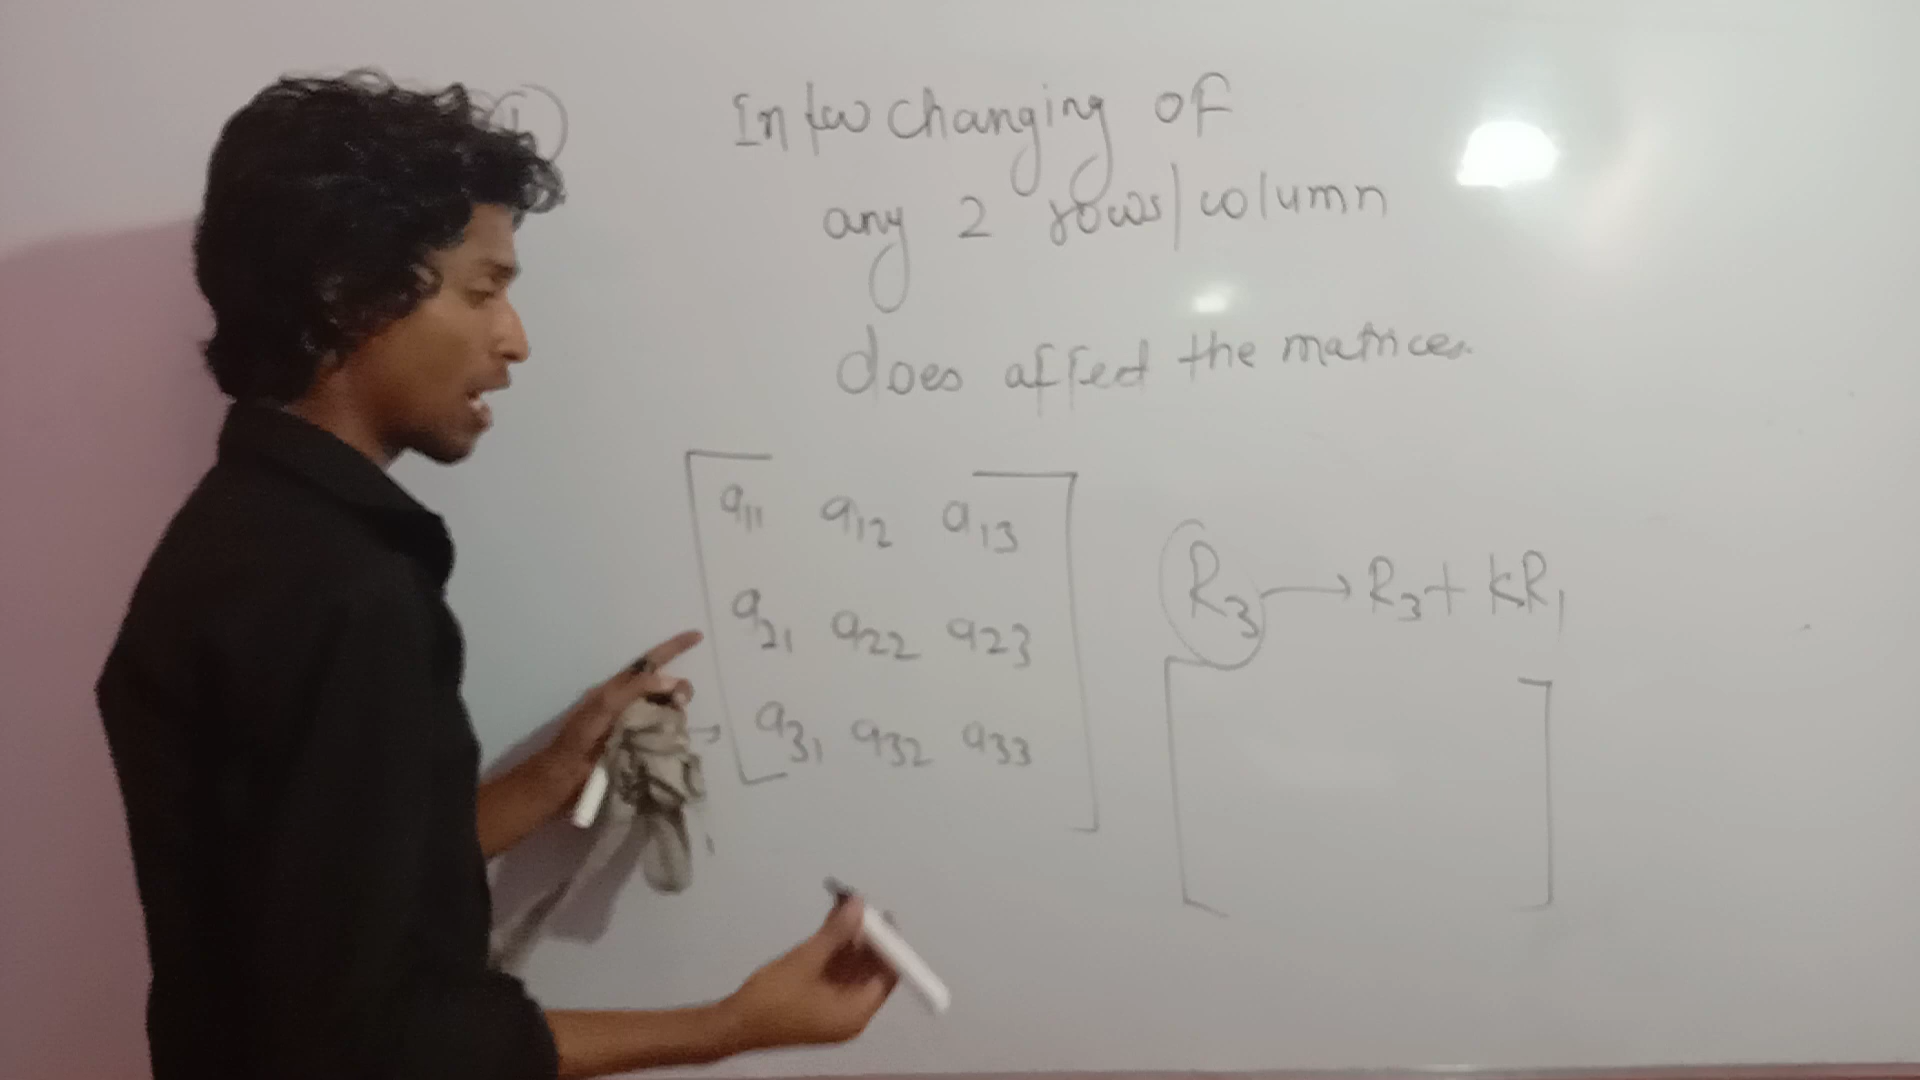 1
Interchanging of
any 2 rows/column
does affect the matrices.
a11 a12 a13
a21 a22 a23
→ a31 a32 a33
R3 → R3 + kR1